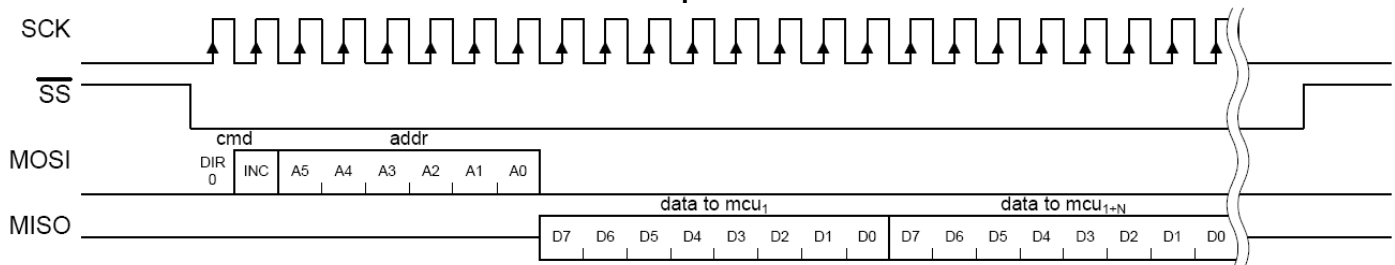 SCK
SS
cmd addr
MOSI DIR 0 INC A5 A4 A3 A2 A1 A0
data to mcu1 data to mcu1+N
MISO D7 D6 D5 D4 D3 D2 D1 D0 D7 D6 D5 D4 D3 D2 D1 D0